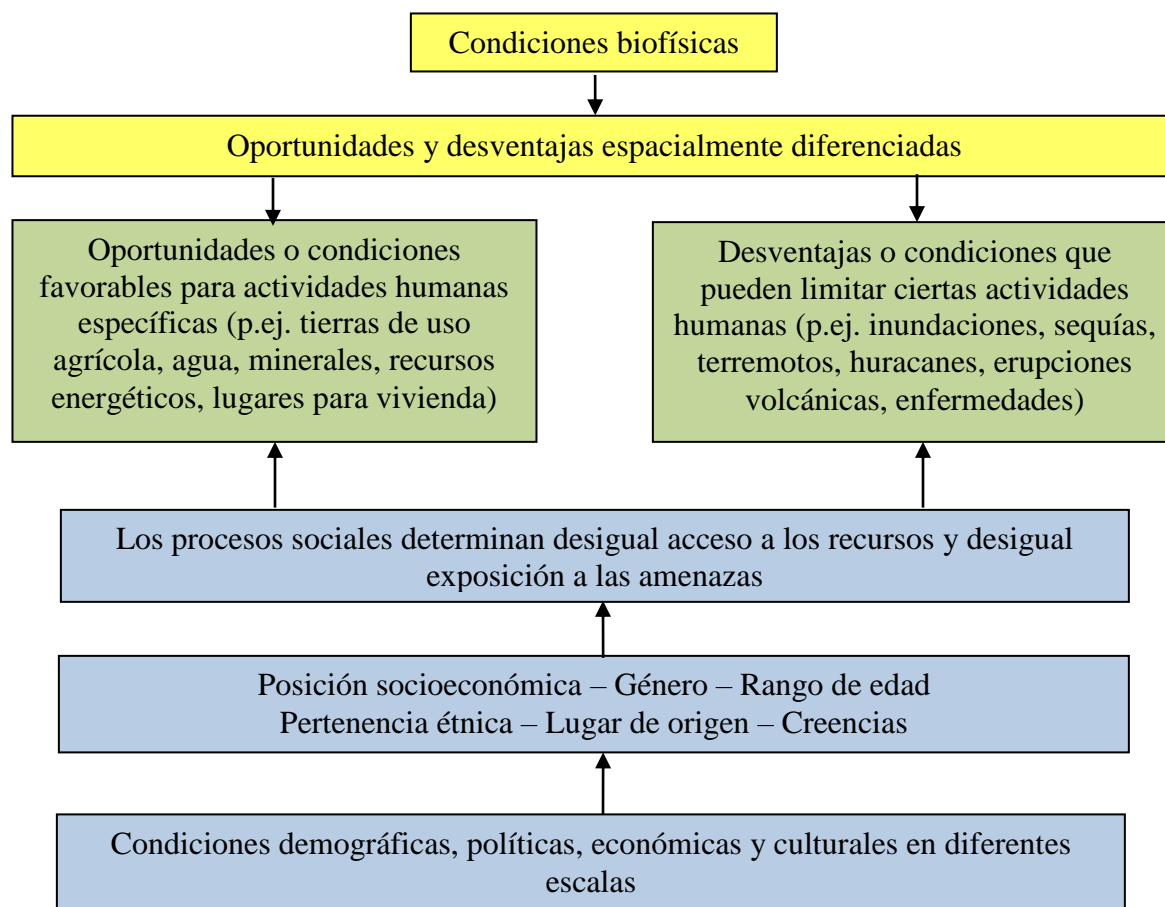 Condiciones biofísicas
Oportunidades y desventajas espacialmente diferenciadas
Oportunidades o condiciones
favorables para actividades humanas
específicas (p.ej. tierras de uso
agrícola, agua, minerales, recursos
energéticos, lugares para vivienda)
Desventajas o condiciones que
pueden limitar ciertas actividades
humanas (p.ej. inundaciones, sequías,
terremotos, huracanes, erupciones
volcánicas, enfermedades)
Los procesos sociales determinan desigual acceso a los recursos y desigual
exposición a las amenazas
Posición socioeconómica – Género – Rango de edad
Pertenencia étnica – Lugar de origen – Creencias
Condiciones demográficas, políticas, económicas y culturales en diferentes
escalas